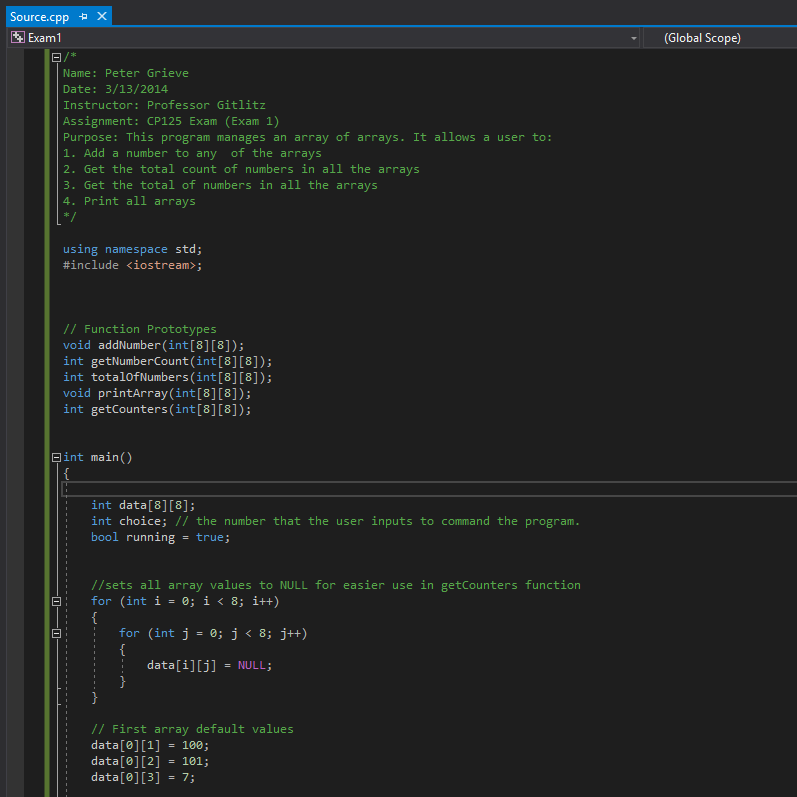 Source.cpp
Exam1 (Global Scope)
/*
Name: Peter Grieve
Date: 3/13/2014
Instructor: Professor Gitlitz
Assignment: CP125 Exam (Exam 1)
Purpose: This program manages an array of arrays. It allows a user to:
1. Add a number to any  of the arrays
2. Get the total count of numbers in all the arrays
3. Get the total of numbers in all the arrays
4. Print all arrays
*/
using namespace std;
#include <iostream>;
// Function Prototypes
void addNumber(int[8][8]);
int getNumberCount(int[8][8]);
int totalOfNumbers(int[8][8]);
void printArray(int[8][8]);
int getCounters(int[8][8]);
int main()
{
int data[8][8];
int choice; // the number that the user inputs to command the program.
bool running = true;
//sets all array values to NULL for easier use in getCounters function
for (int i = 0; i < 8; i++)
{
for (int j = 0; j < 8; j++)
{
data[i][j] = NULL;
}
}
// First array default values
data[0][1] = 100;
data[0][2] = 101;
data[0][3] = 7;